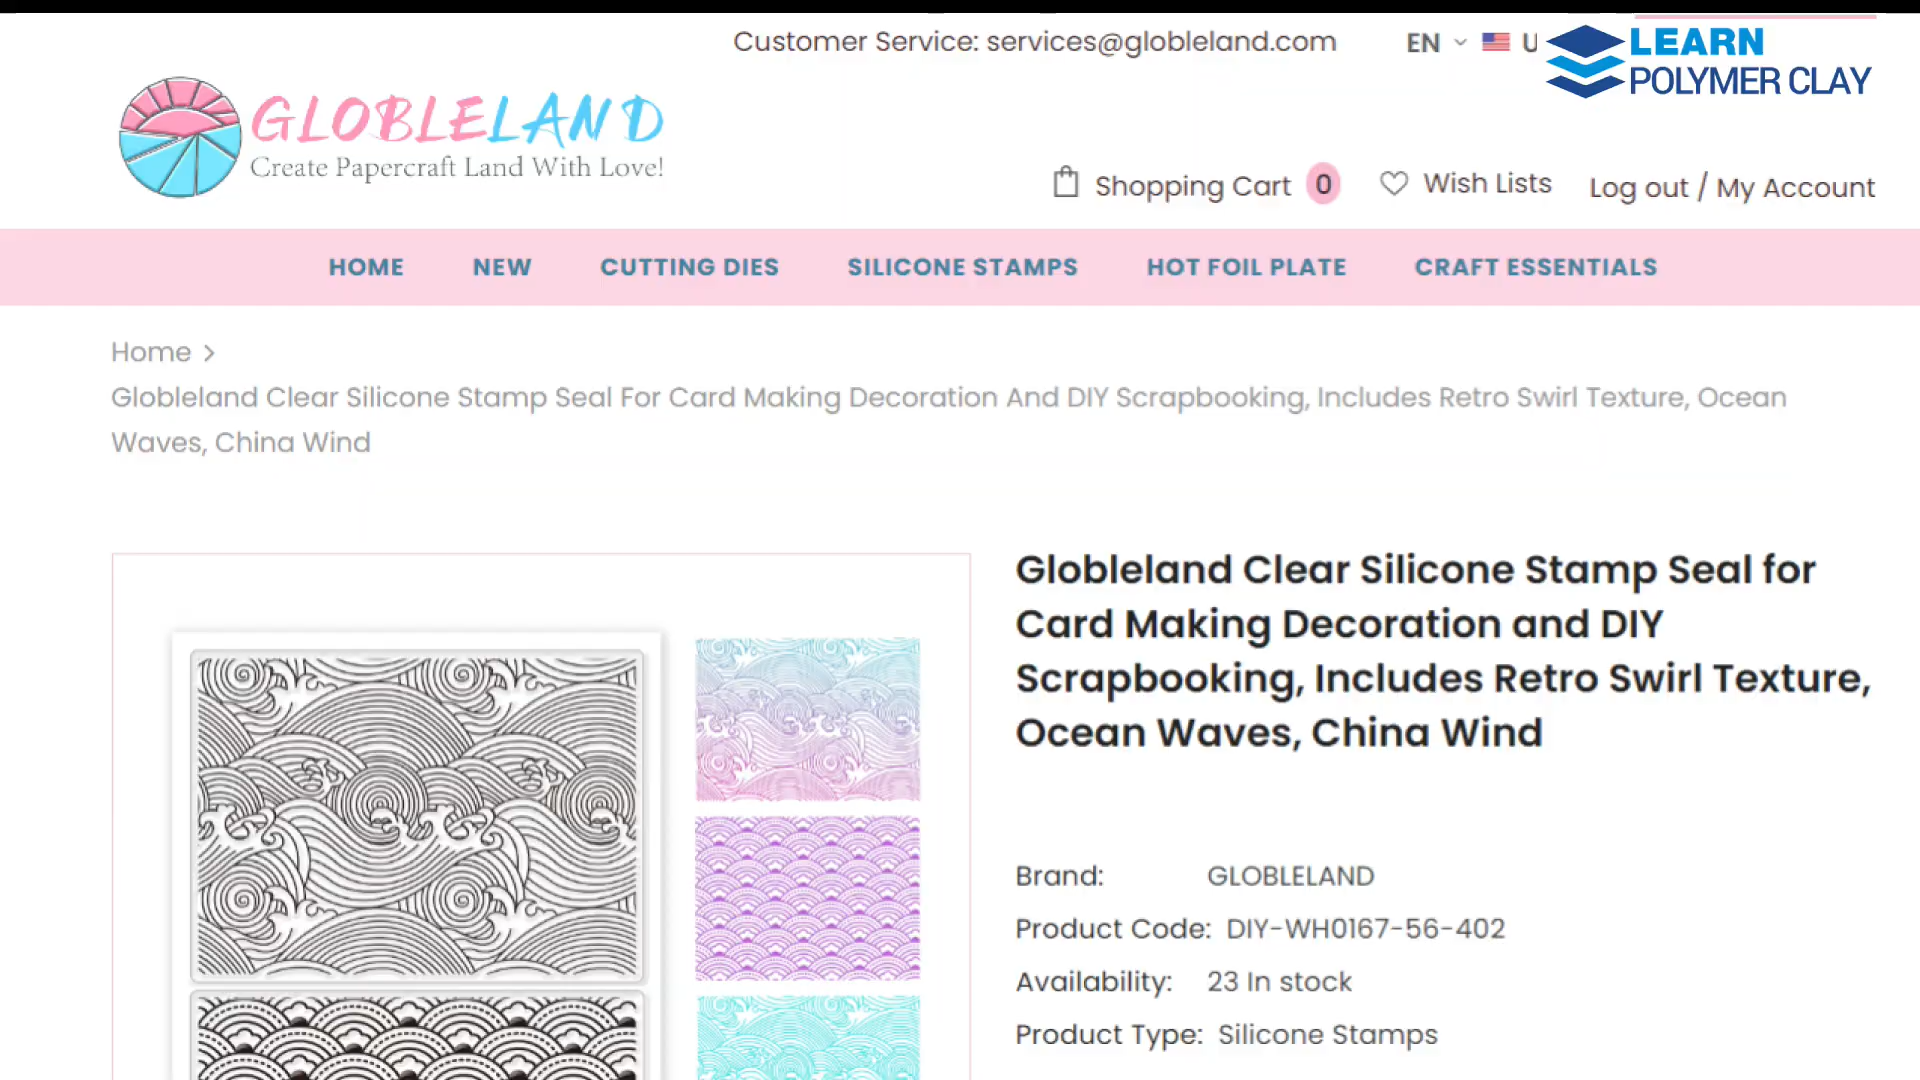 Customer Service: services@globleland.com
EN
U
LEARN
POLYMER CLAY
GLOBLELAND
Create Papercraft Land With Love!
Shopping Cart 0
Wish Lists
Log out / My Account
HOME NEW CUTTING DIES SILICONE STAMPS HOT FOIL PLATE CRAFT ESSENTIALS
Home >
Globleland Clear Silicone Stamp Seal For Card Making Decoration And DIY Scrapbooking, Includes Retro Swirl Texture, Ocean
Waves, China Wind
Globleland Clear Silicone Stamp Seal for
Card Making Decoration and DIY
Scrapbooking, Includes Retro Swirl Texture,
Ocean Waves, China Wind
Brand: GLOBLELAND
Product Code: DIY-WH0167-56-402
Availability: 23 In stock
Product Type: Silicone Stamps